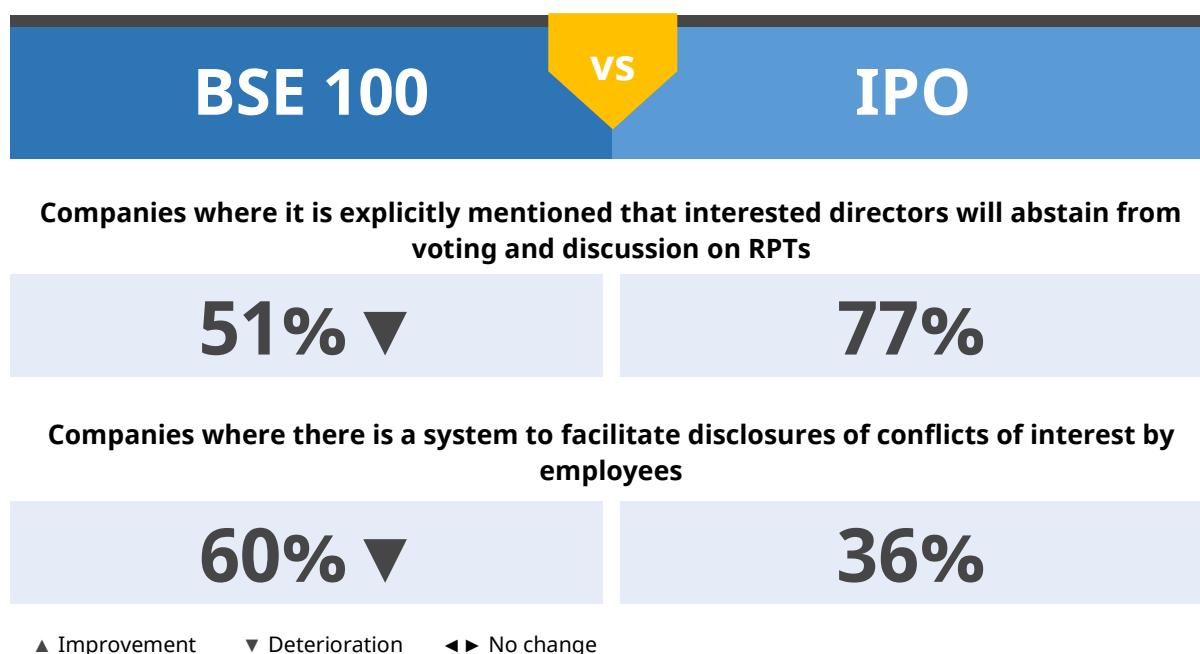 BSE 100 vs IPO
Companies where it is explicitly mentioned that interested directors will abstain from
voting and discussion on RPTs
51% ▼ 77%
Companies where there is a system to facilitate disclosures of conflicts of interest by
employees
60% ▼ 36%
▲ Improvement ▼ Deterioration ◄ ► No change